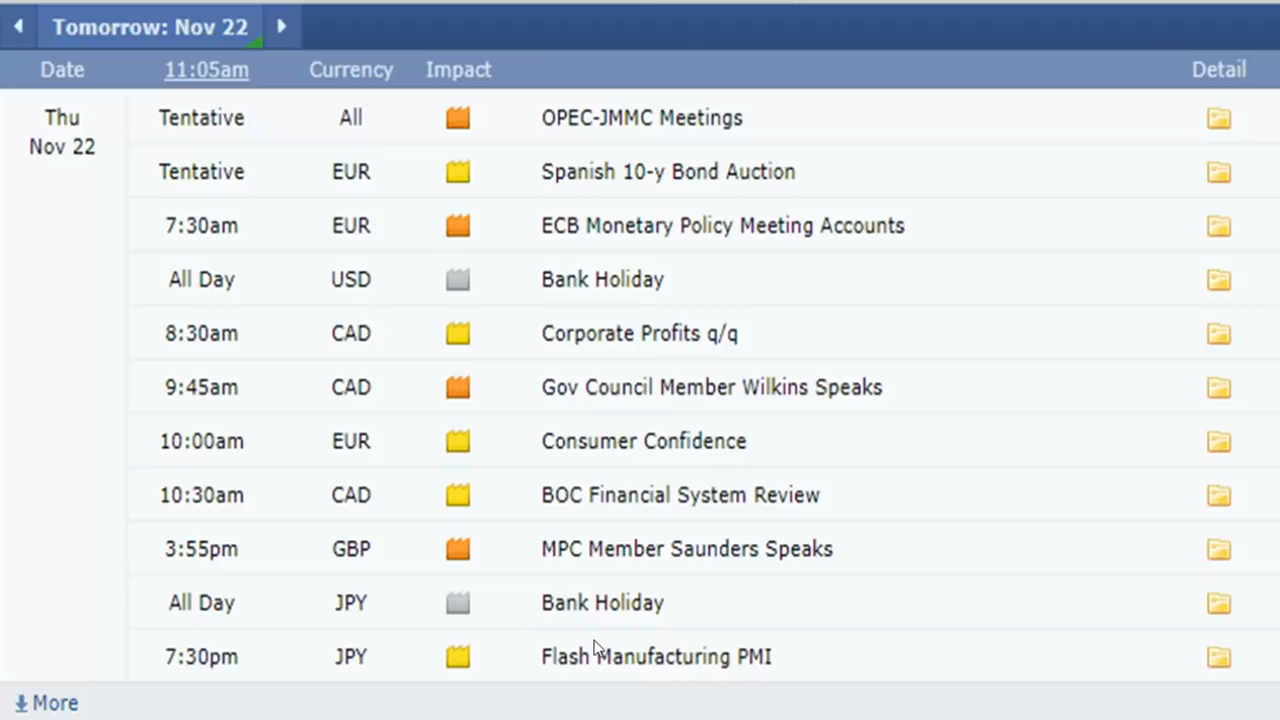 Tomorrow: Nov 22
Date 11:05am Currency Impact Detail
Thu Tentative All OPEC-JMMC Meetings
Nov 22
Tentative EUR Spanish 10-y Bond Auction
7:30am EUR ECB Monetary Policy Meeting Accounts
All Day USD Bank Holiday
8:30am CAD Corporate Profits q/q
9:45am CAD Gov Council Member Wilkins Speaks
10:00am EUR Consumer Confidence
10:30am CAD BOC Financial System Review
3:55pm GBP MPC Member Saunders Speaks
All Day JPY Bank Holiday
7:30pm JPY Flash Manufacturing PMI
More